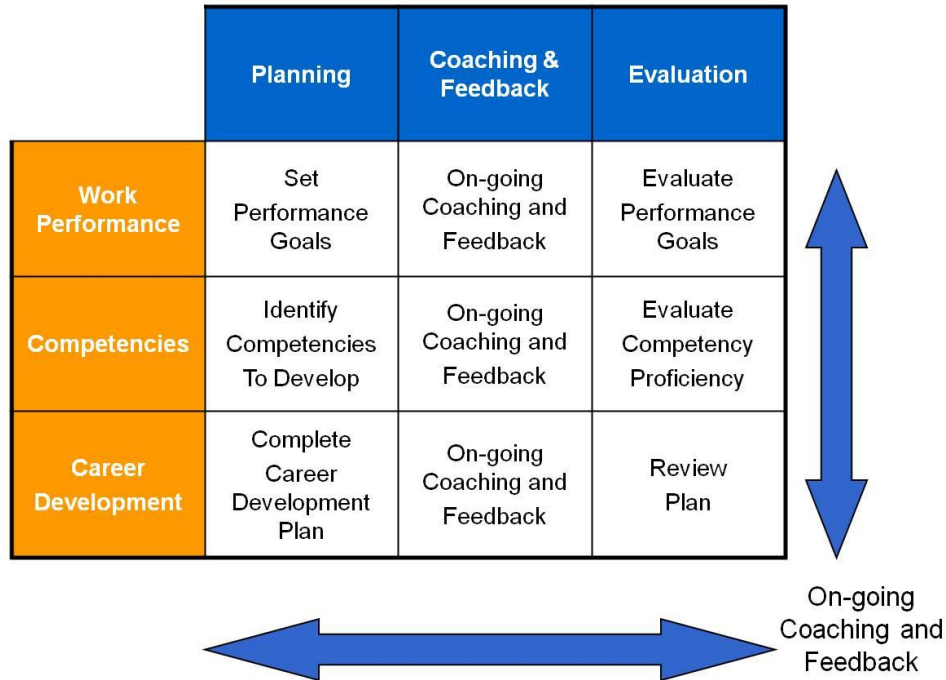 Planning
Coaching &
Feedback
Evaluation
Work
Performance
Set
Performance
Goals
On-going
Coaching and
Feedback
Evaluate
Performance
Goals
Competencies
Identify
Competencies
To Develop
On-going
Coaching and
Feedback
Evaluate
Competency
Proficiency
Career
Development
Complete
Career
Development
Plan
On-going
Coaching and
Feedback
Review
Plan
On-going
Coaching and
Feedback